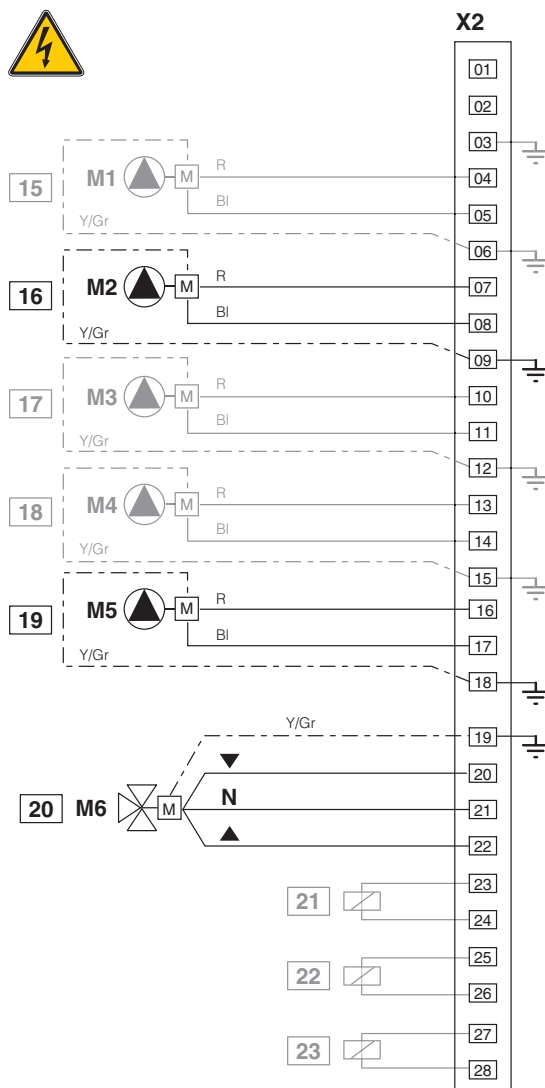 X2
01
02
03
R
15 M1 M 04
Bl 05
Y/Gr 06
R
16 M2 M 07
Bl 08
Y/Gr 09
R
17 M3 M 10
Bl 11
Y/Gr 12
R
18 M4 M 13
Bl 14
Y/Gr 15
R
19 M5 M 16
Bl 17
Y/Gr 18
Y/Gr 19
20
20 M6 M N 21
22
23
21
24
25
22
26
27
23
28